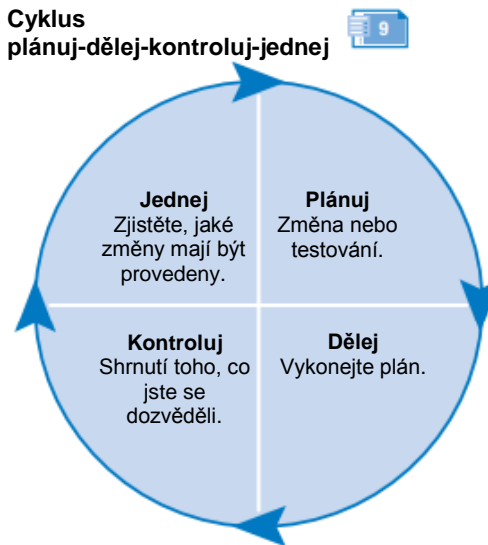 Cyklus
plánuj-dělej-kontroluj-jednej
9
Jednej
Zjistěte, jaké
změny mají být
provedeny.
Plánuj
Změna nebo
testování.
Kontroluj
Shrnutí toho, co
jste se
dozvěděli.
Dělej
Vykonejte plán.